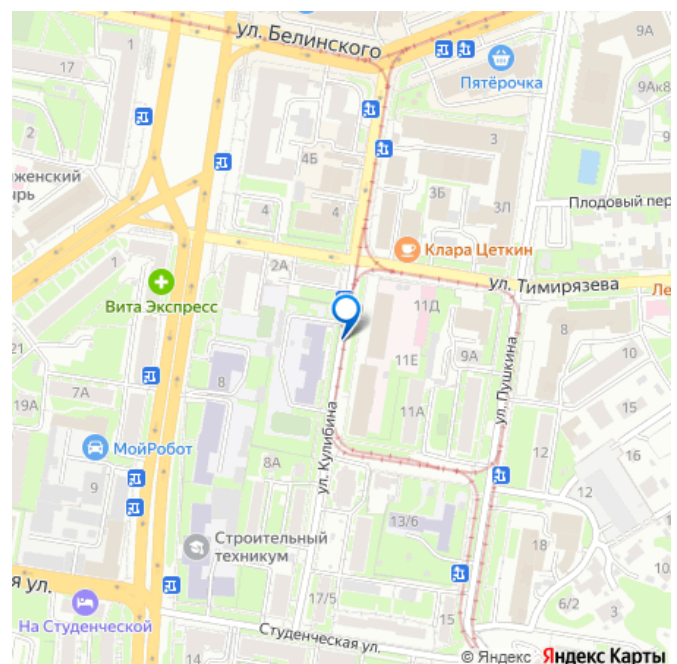 ул. Белинского
1
9А
17
Пятёрочка
9Ак8
2
4Б
3
9
женский
ырь
3Б
4
4
3Л
Плодовый пер
Клара Цеткин
1
2А
ул. Тимирязева
Вита Экспресс
11Д
Ле
8
21
11Е
9А
10
7А
8
ул. Пушкина
19А
11А
15
МойРобот
ул. Кулибина
12
16
8А
9
12
13/6
Строительный
техникум
18
10
я ул.
17/5
15
6/2
3
На Студенческой
Студенческая ул.
© Яндекс Яндекс Карты